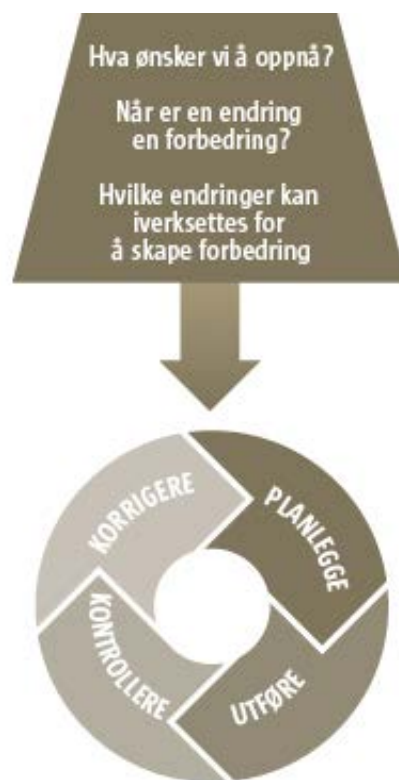 Hva ønsker vi å oppnå?
Når er en endring
en forbedring?
Hvilke endringer kan
iverksettes for
å skape forbedring
PLANLEGGE
UTFØRE
KONTROLLERE
KORRIGERE